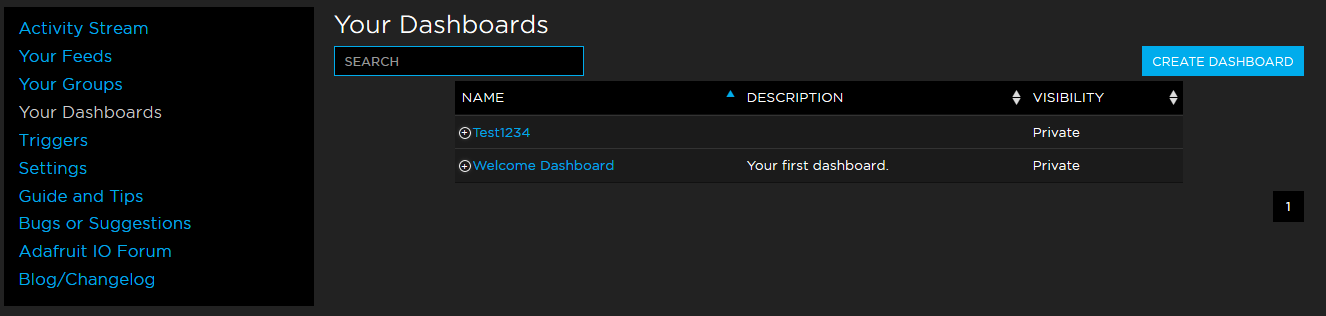 Activity Stream
Your Feeds
Your Groups
Your Dashboards
Triggers
Settings
Guide and Tips
Bugs or Suggestions
Adafruit IO Forum
Blog/Changelog
Your Dashboards
SEARCH
CREATE DASHBOARD
NAME DESCRIPTION VISIBILITY
Test1234 Private
Welcome Dashboard Your first dashboard. Private
1